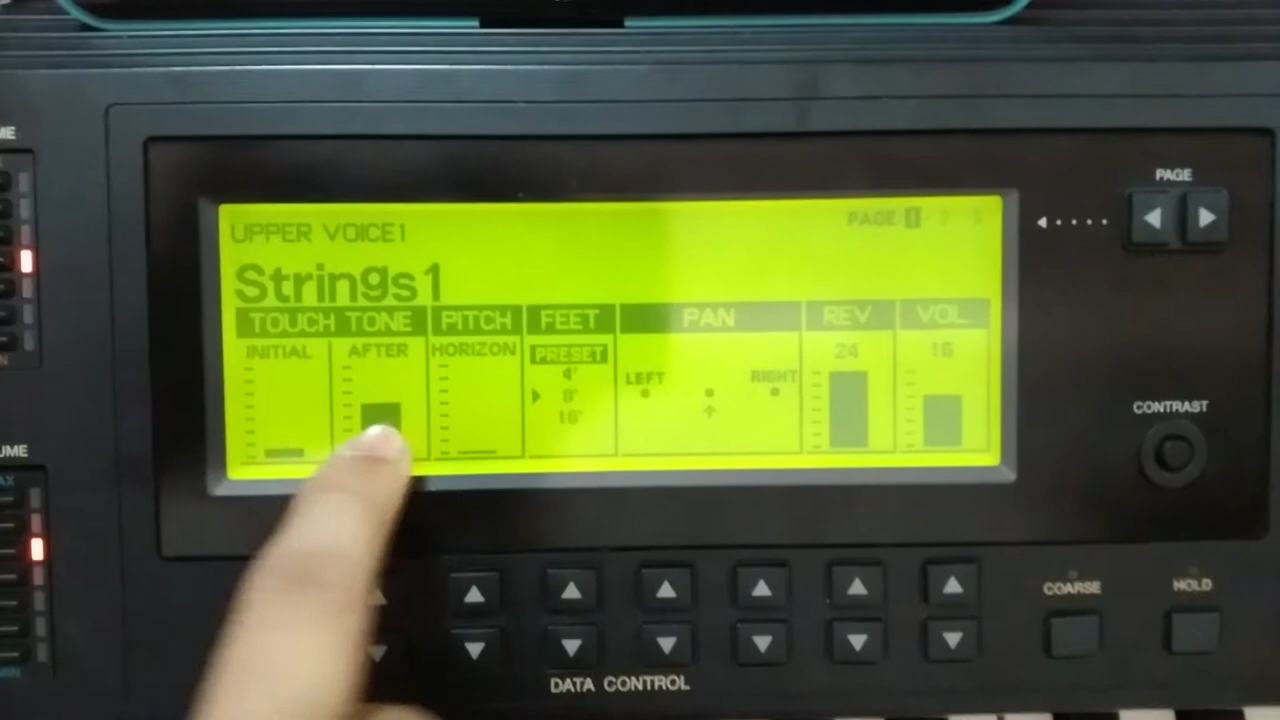 PAGE
UPPER VOICE1
PAGE 1 2
Strings1
TOUCH TONE PITCH FEET PAN REV VOL
INITIAL AFTER HORIZON PRESET 24 16
4'
LEFT RIGHT
8'
16'
CONTRAST
COARSE HOLD
DATA CONTROL